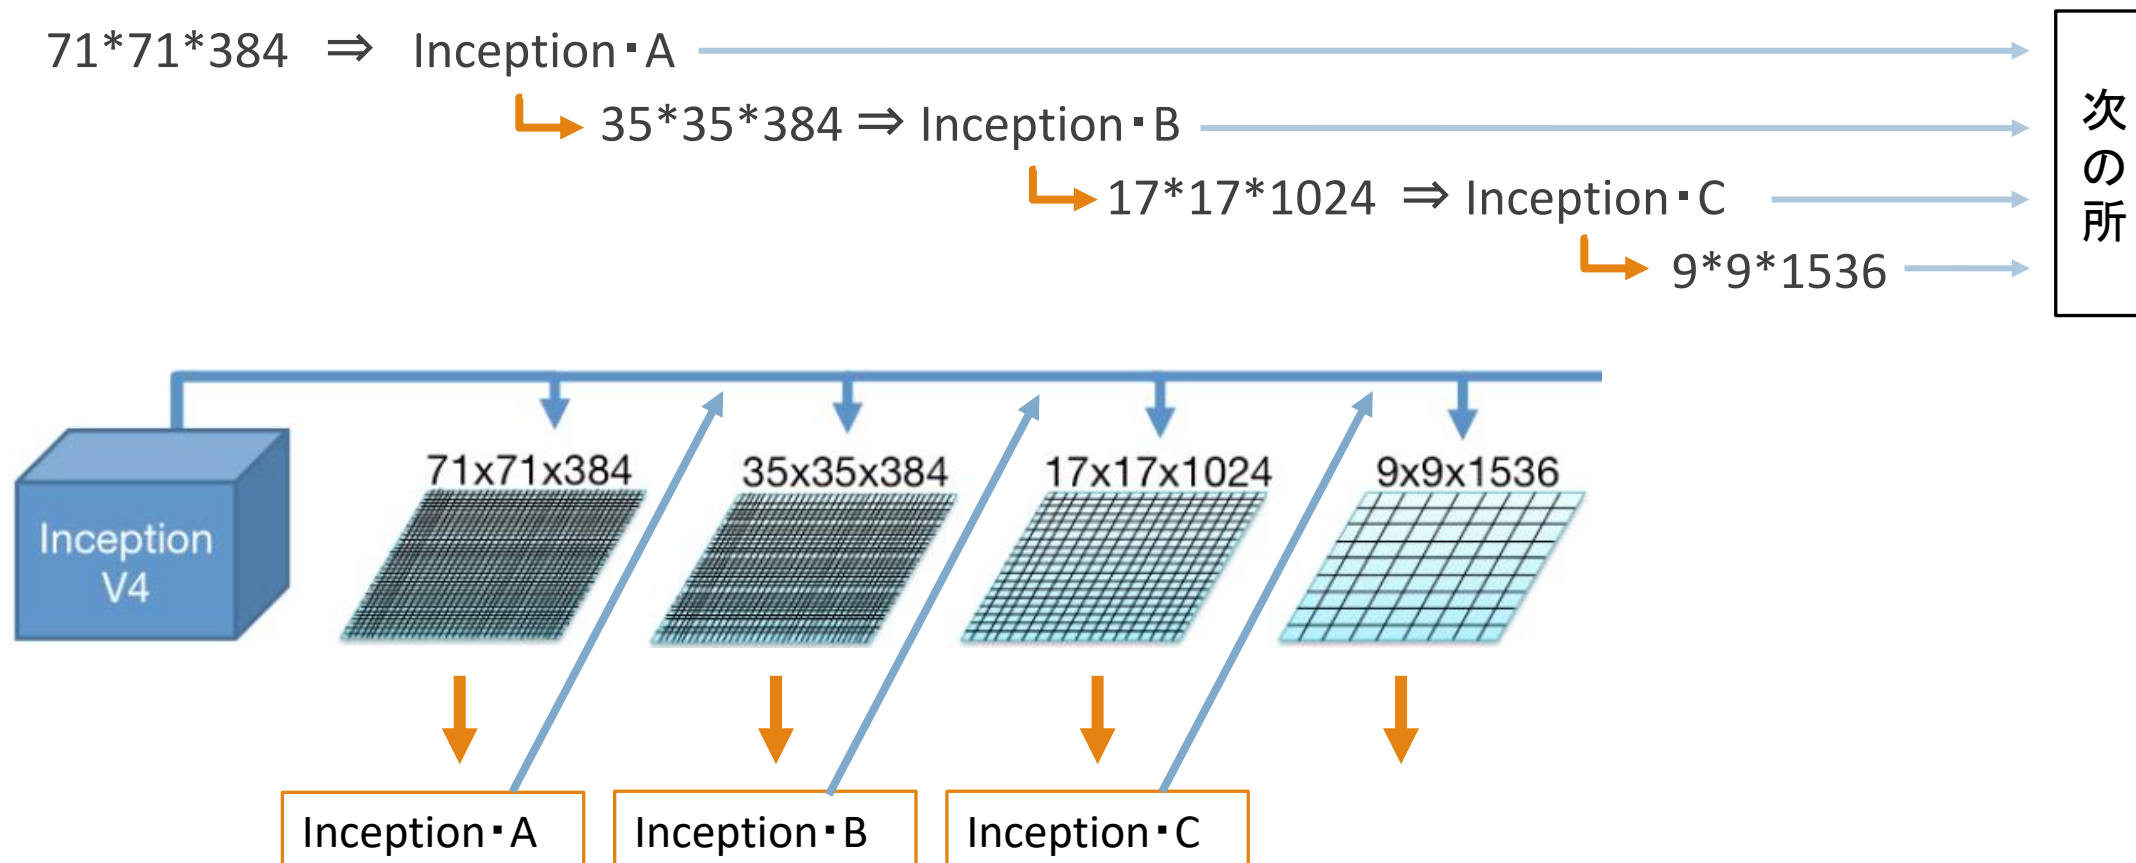 71*71*384 ⇒ Inception・A
35*35*384 ⇒ Inception・B
17*17*1024 ⇒ Inception・C
9*9*1536
次の所
71x71x384
35x35x384
17x17x1024
9x9x1536
Inception
V4
Inception・A
Inception・B
Inception・C